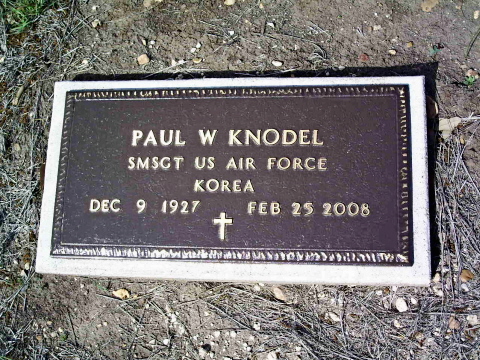 PAUL W KNODEL
SMSGT US AIR FORCE
KOREA
DEC 9 1927 FEB 25 2008